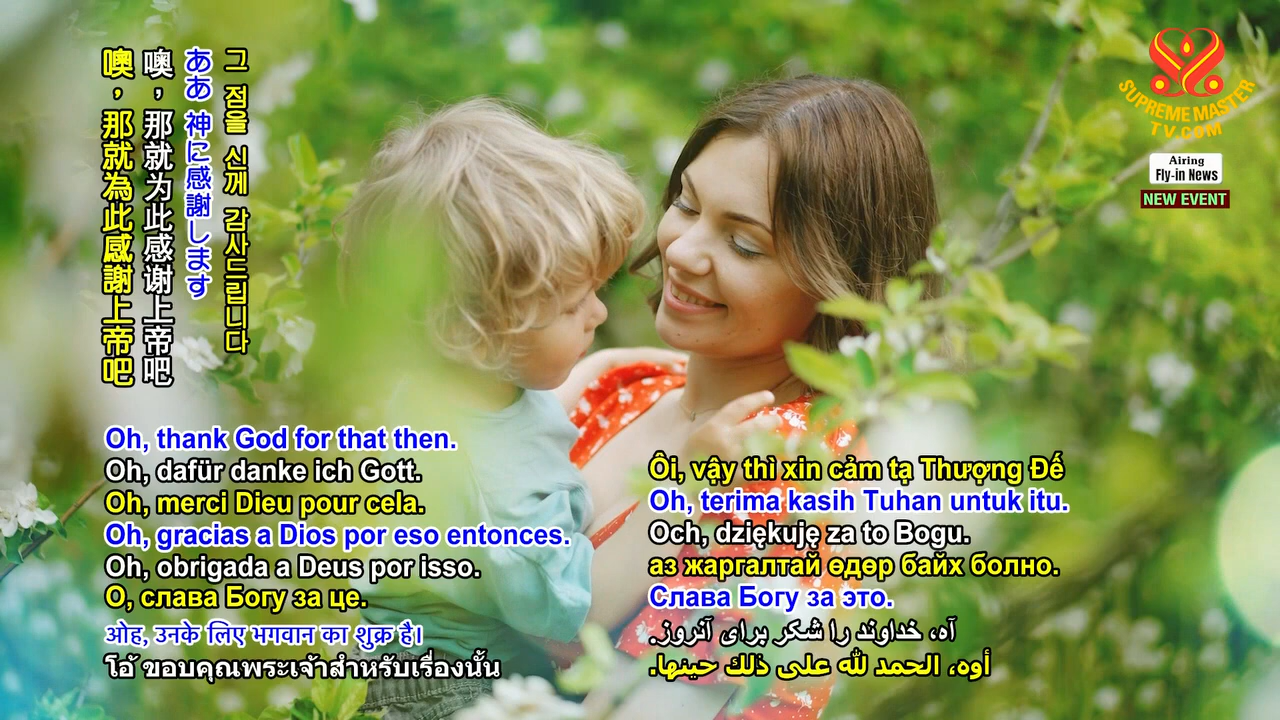 噢，那就為此感謝上帝吧
噢，那就为此感谢上帝吧
ああ 神に感謝します
그 점을 신께 감사드립니다
SUPREME MASTER
TV.COM
Airing
Fly-in News
NEW EVENT
Oh, thank God for that then.
Oh, dafür danke ich Gott.
Oh, merci Dieu pour cela.
Oh, gracias a Dios por eso entonces.
Oh, obrigada a Deus por isso.
О, слава Богу за це.
ओह, उनके लिए भगवान का शुक्र है।
โอ้ ขอบคุณพระเจ้าสำหรับเรื่องนั้น
Ôi, vậy thì xin cảm tạ Thượng Đế
Oh, terima kasih Tuhan untuk itu.
Och, dziękuję za to Bogu.
аз жаргалтай өдөр байх болно.
Слава Богу за это.
آه، خداوند را شکر برای آنروز.
أوه، الحمد لله على ذلك حينها.